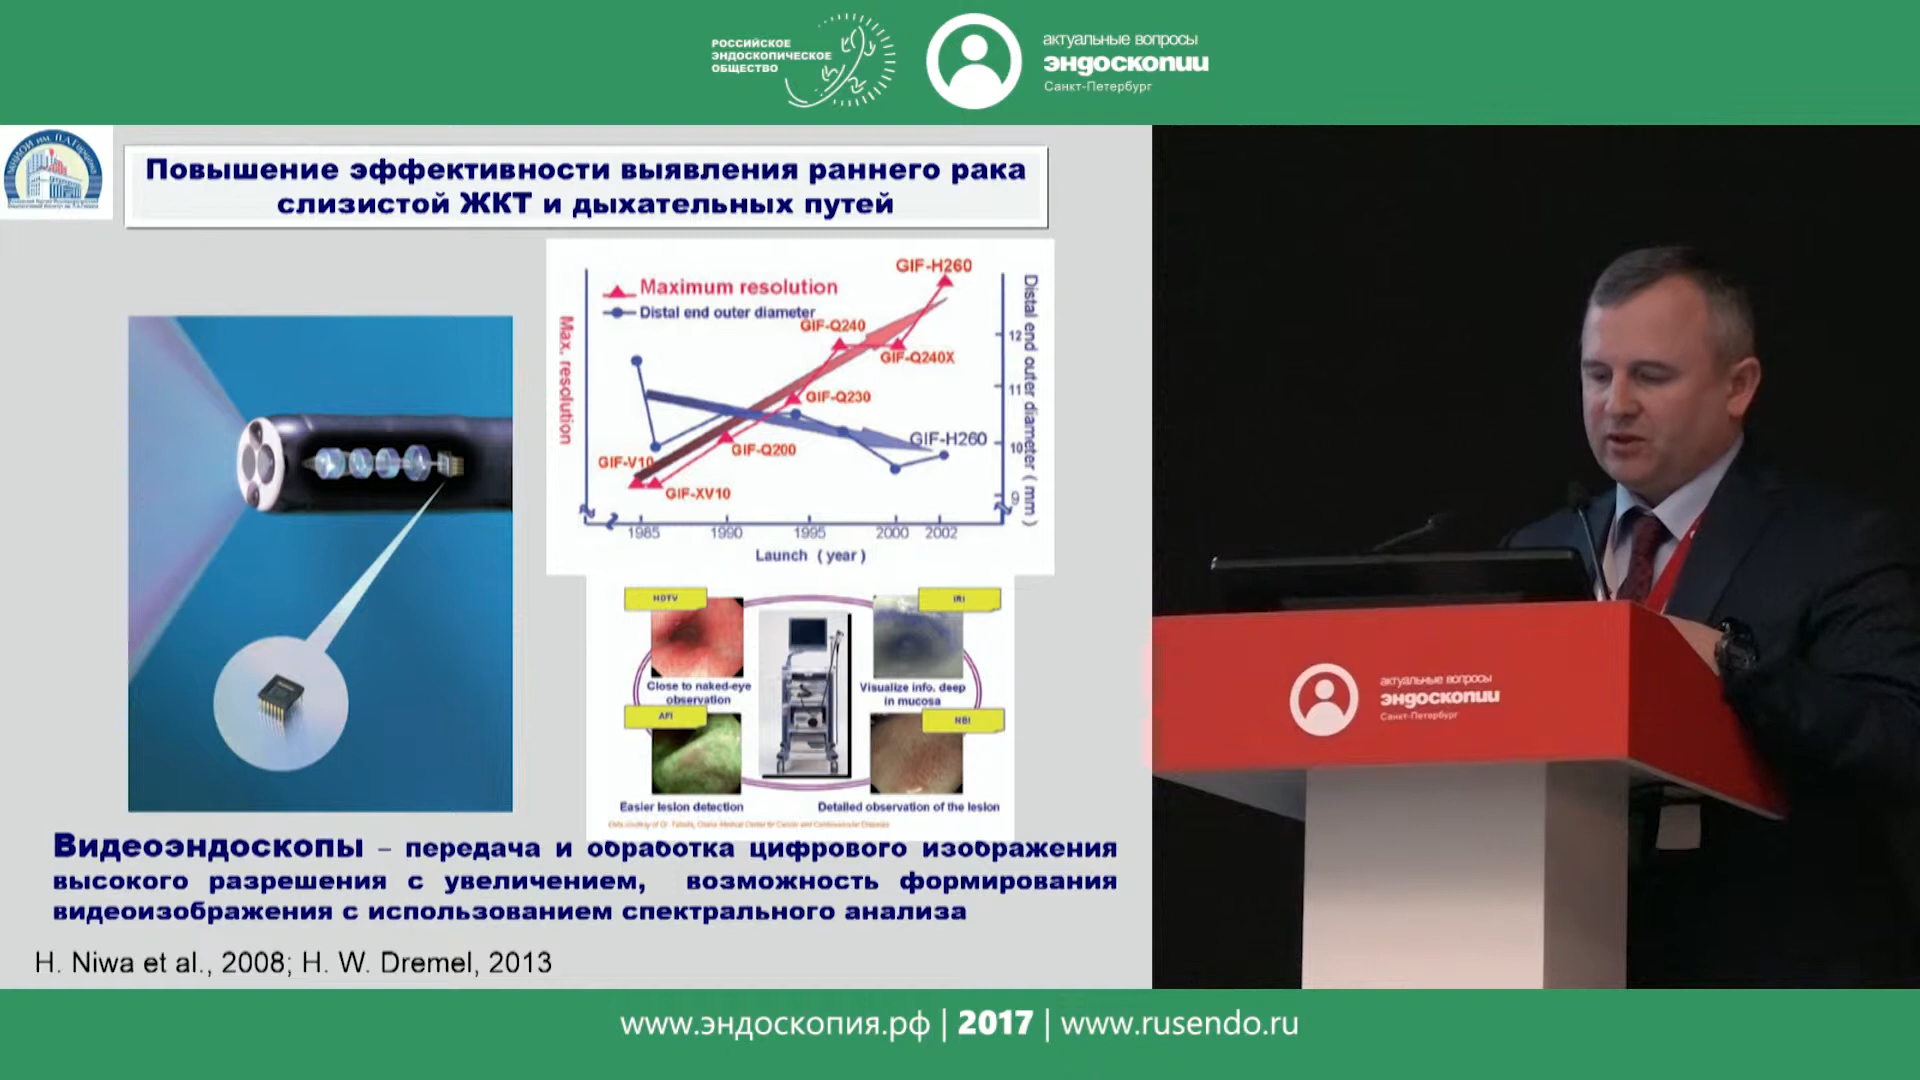 РОССИЙСКОЕ
ЭНДОСКОПИЧЕСКОЕ
ОБЩЕСТВО
актуальные вопросы
эндоскопии
Санкт-Петербург
МНИОИ им. П.А.Герцена
Повышение эффективности выявления раннего рака
слизистой ЖКТ и дыхательных путей
GIF-H260
Maximum resolution
Distal end outer diameter
GIF-Q240
GIF-Q240X
GIF-Q230
GIF-H260
GIF-Q200
GIF-V10
GIF-XV10
Max. resolution
Distal end outer diameter (mm)
12
11
10
9
1985 1990 1995 2000 2002
Launch (year)
HDTV
IRI
Close to naked-eye
observation
Visualize info. deep
in mucosa
AFI
NBI
Easier lesion detection
Detailed observation of the lesion
Видеоэндоскопы – передача и обработка цифрового изображения
высокого разрешения с увеличением, возможность формирования
видеоизображения с использованием спектрального анализа
H. Niwa et al., 2008; H. W. Dremel, 2013
актуальные вопросы
эндоскопии
Санкт-Петербург
www.эндоскопия.рф | 2017 | www.rusendo.ru